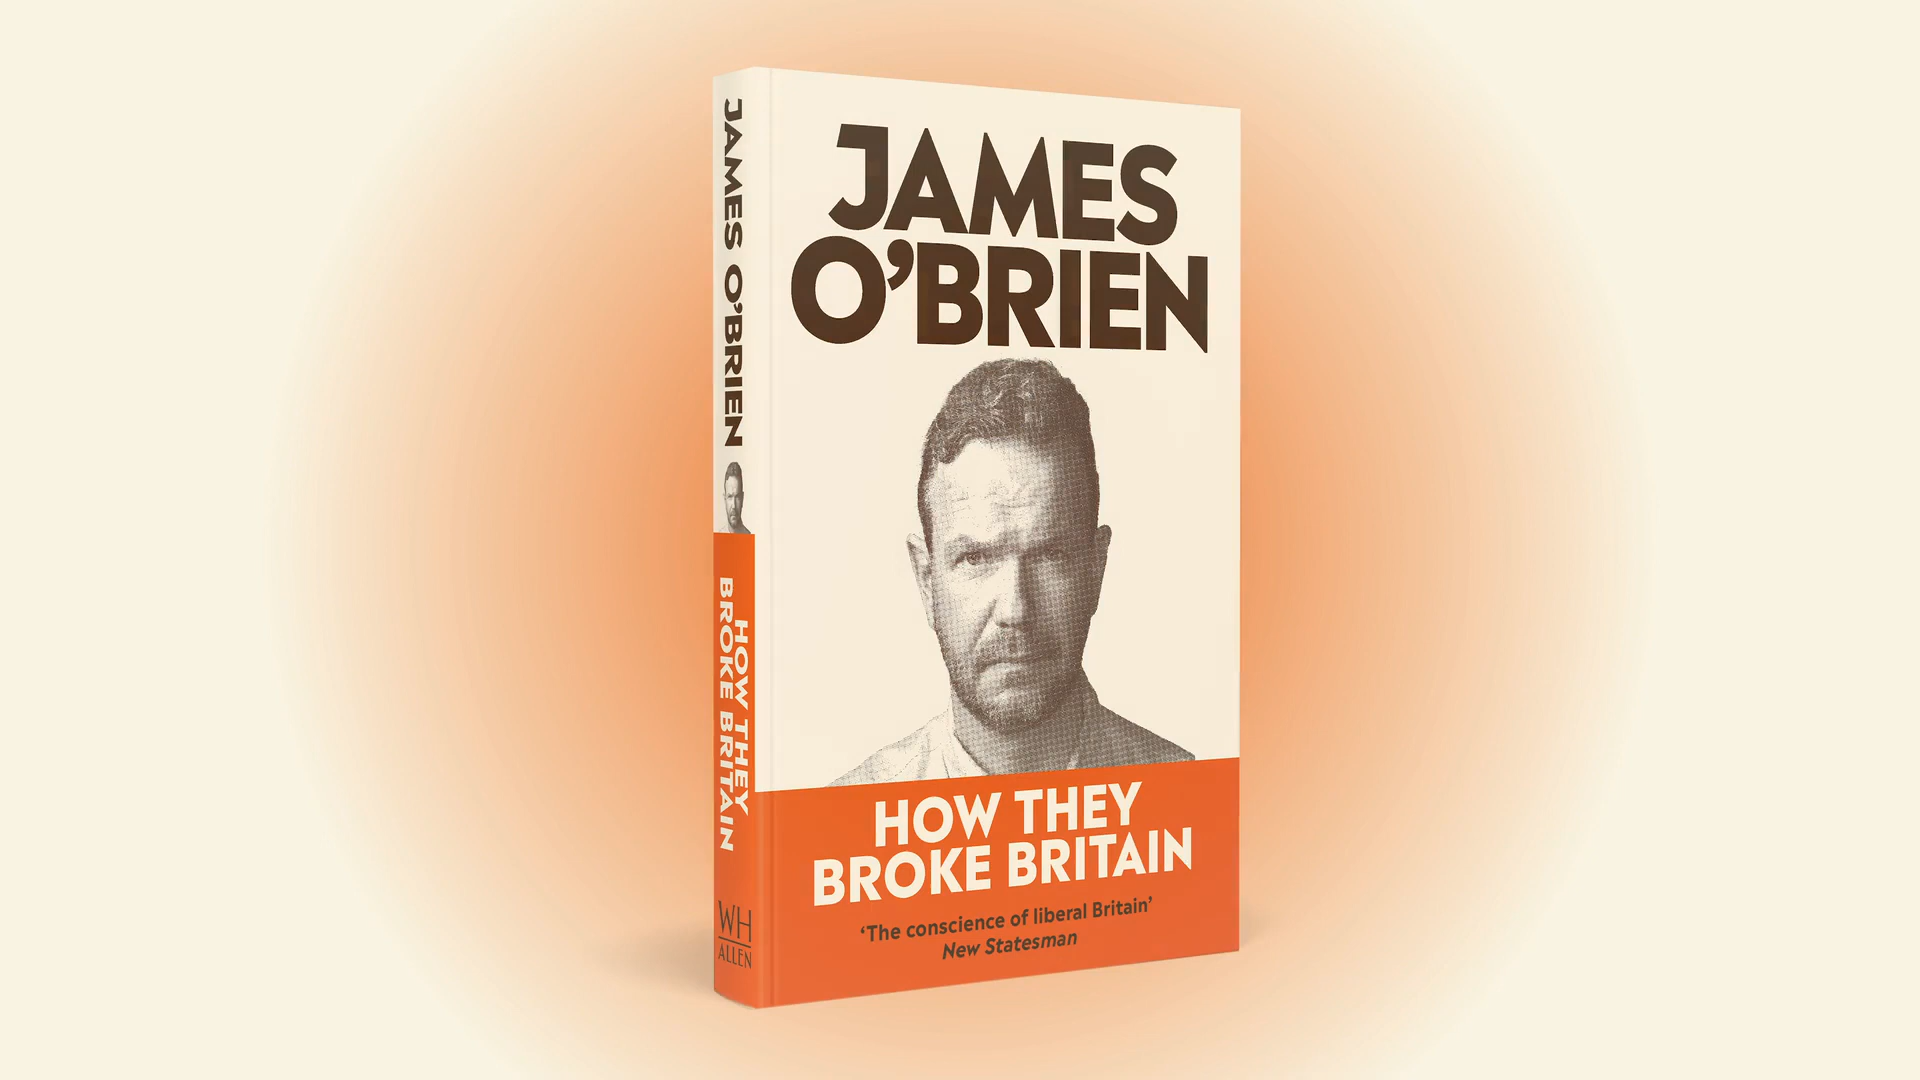 JAMES O'BRIEN
HOW THEY
BROKE BRITAIN
WH
ALLEN
JAMES
O'BRIEN
HOW THEY
BROKE BRITAIN
‘The conscience of liberal Britain’
New Statesman